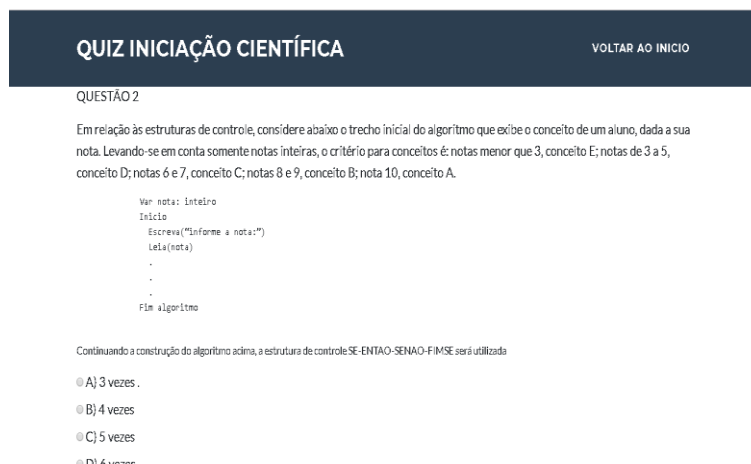 QUIZ INICIAÇÃO CIENTÍFICA
VOLTAR AO INICIO
QUESTÃO 2
Em relação às estruturas de controle, considere abaixo o trecho inicial do algoritmo que exibe o conceito de um aluno, dada a sua
nota. Levando-se em conta somente notas inteiras, o critério para conceitos é: notas menor que 3, conceito E; notas de 3 a 5,
conceito D; notas 6 e 7, conceito C; notas 8 e 9, conceito B; nota 10, conceito A.
Var nota: inteiro
Inicio
Escreva("informe a nota:")
Leia(nota)
.
.
.
Fim algoritmo
Continuando a construção do algoritmo acima, a estrutura de controle SE-ENTAO-SENAO-FIMSE será utilizada
A) 3 vezes .
B) 4 vezes
C) 5 vezes
D) 6 vezes